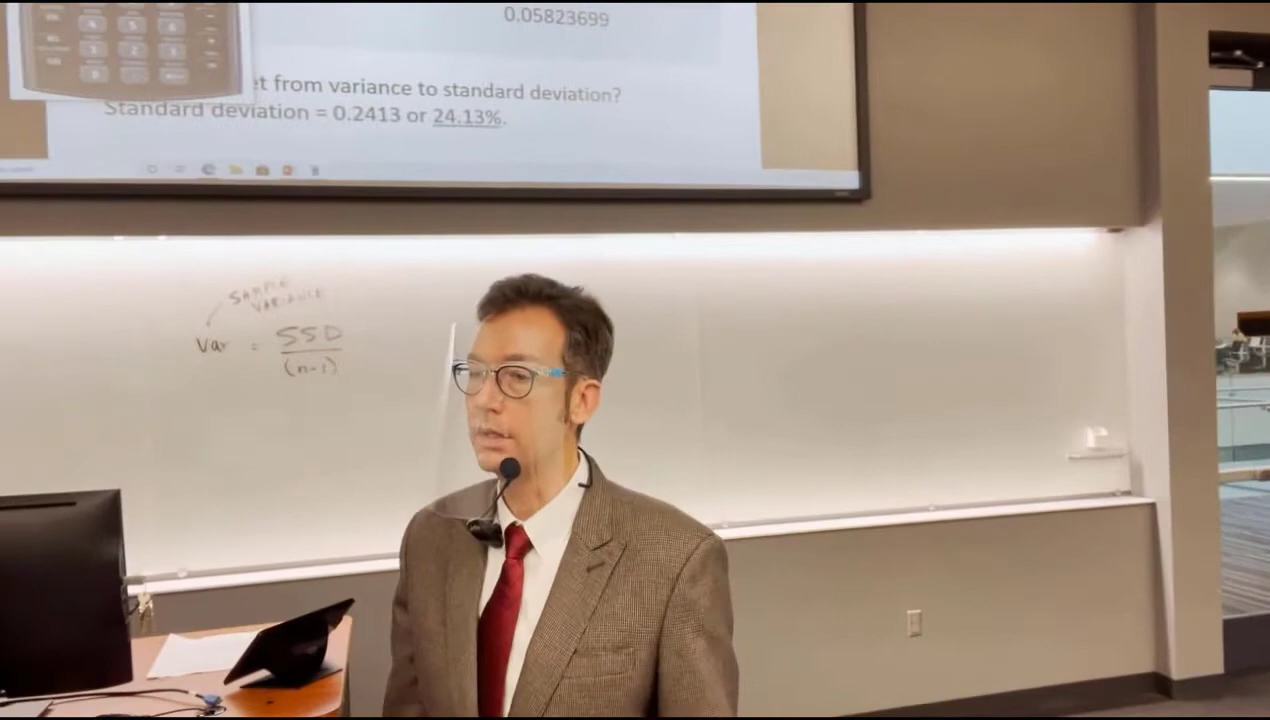 0.05823699
et from variance to standard deviation?
Standard deviation = 0.2413 or 24.13%.
SAMPLE
VARIANCE
Var = SSD
(n-1)